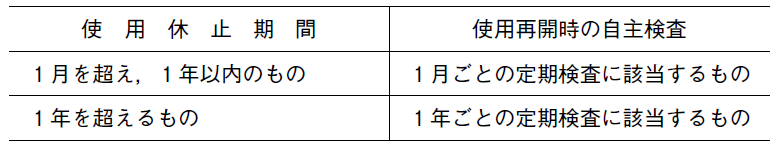 使用休止期間 使用再開時の自主検査
1月を超え，1年以内のもの 1月ごとの定期検査に該当するもの
1年を超えるもの 1年ごとの定期検査に該当するもの